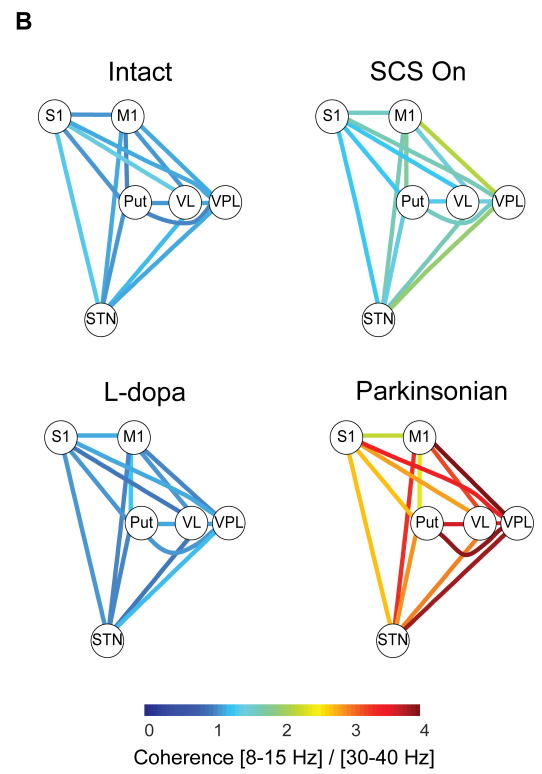 B
Intact
SCS On
S1
M1
S1
M1
Put
VL
VPL
Put
VL
VPL
STN
STN
L-dopa
Parkinsonian
S1
M1
S1
M1
Put
VL
VPL
Put
VL
VPL
STN
STN
0 1 2 3 4
Coherence [8-15 Hz] / [30-40 Hz]